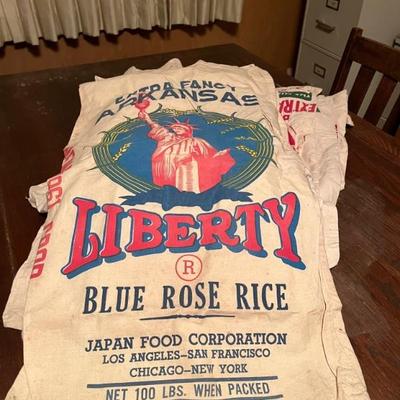 EXTRA FANCY
ARKANSAS
LIBERTY
R
BLUE ROSE RICE
JAPAN FOOD CORPORATION
LOS ANGELES—SAN FRANCISCO
CHICAGO—NEW YORK
NET 100 LBS. WHEN PACKED